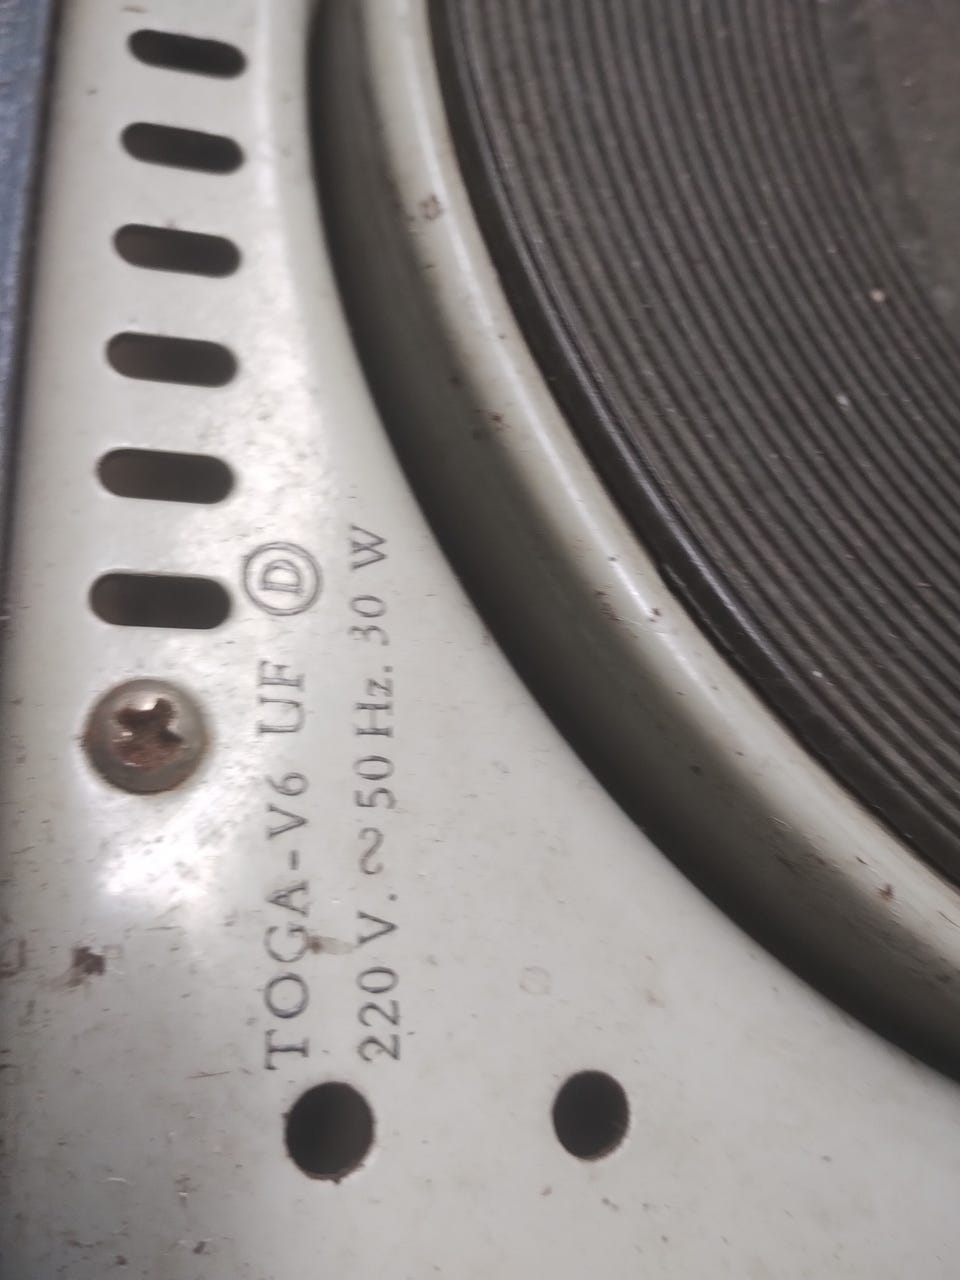 TOGA-V6 UF D
220 V. ~ 50 Hz. 30 W